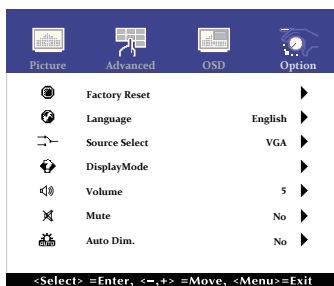 Picture Advanced OSD Option
Factory Reset
Language English
Source Select VGA
DisplayMode
Volume 5
Mute No
Auto Dim. No
<Select> =Enter, <−,+> =Move, <Menu>=Exit